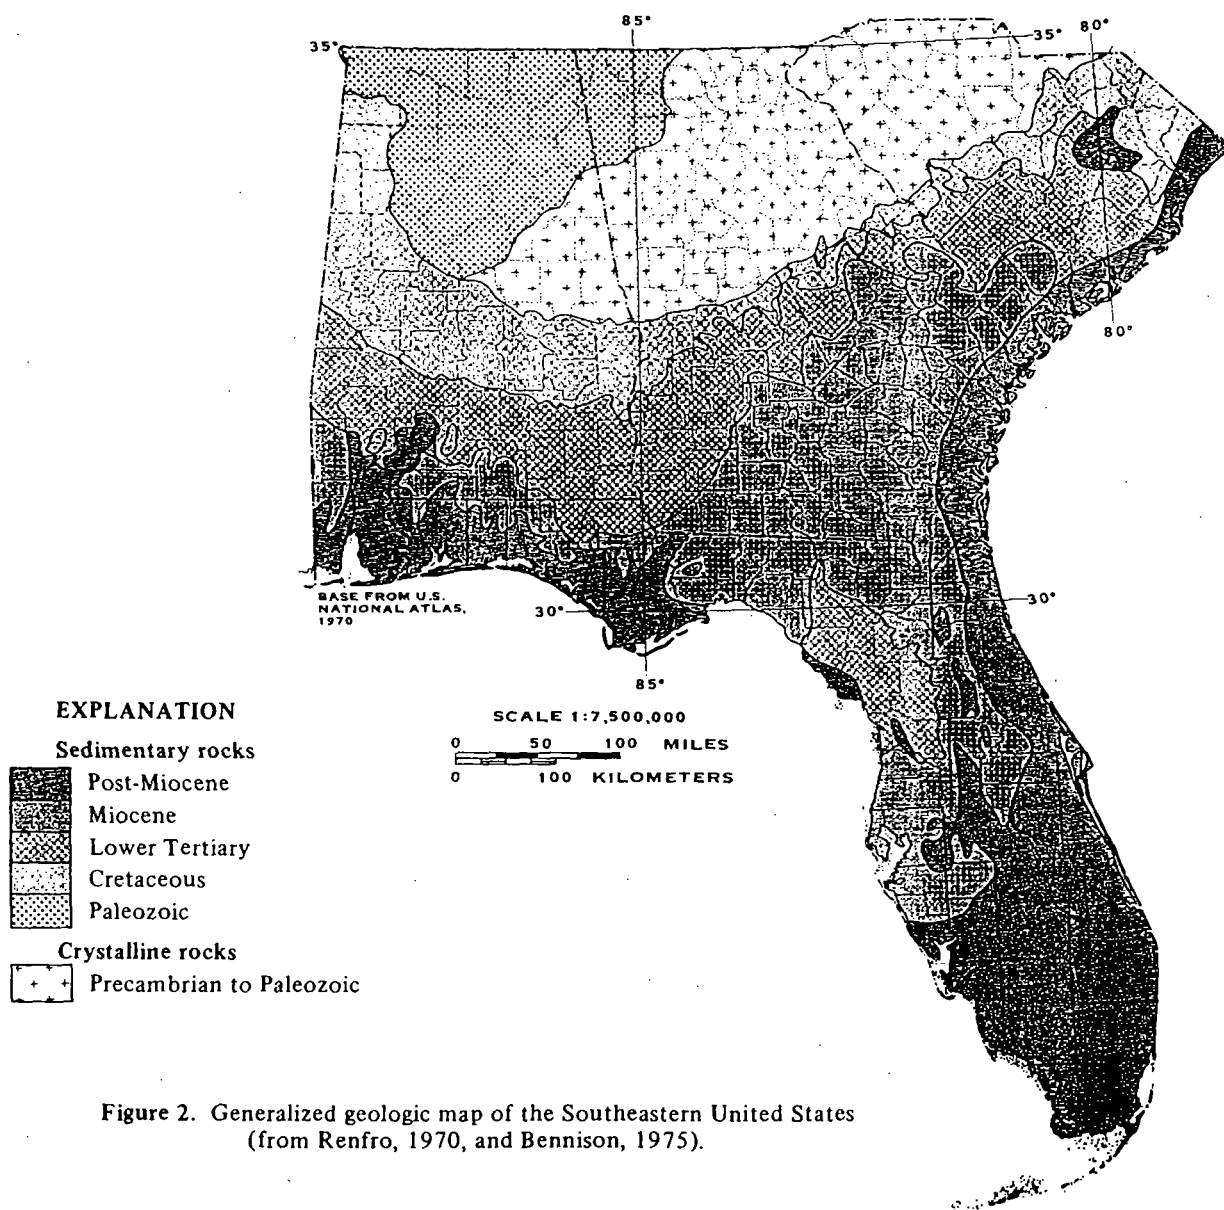 85°
80°
35°
35°
80°
BASE FROM U.S.
NATIONAL ATLAS,
1970
30°
30°
85°
EXPLANATION
SCALE 1:7,500,000
0 50 100 MILES
0 100 KILOMETERS
Sedimentary rocks
Post-Miocene
Miocene
Lower Tertiary
Cretaceous
Paleozoic
Crystalline rocks
Precambrian to Paleozoic
Figure 2. Generalized geologic map of the Southeastern United States
(from Renfro, 1970, and Bennison, 1975).